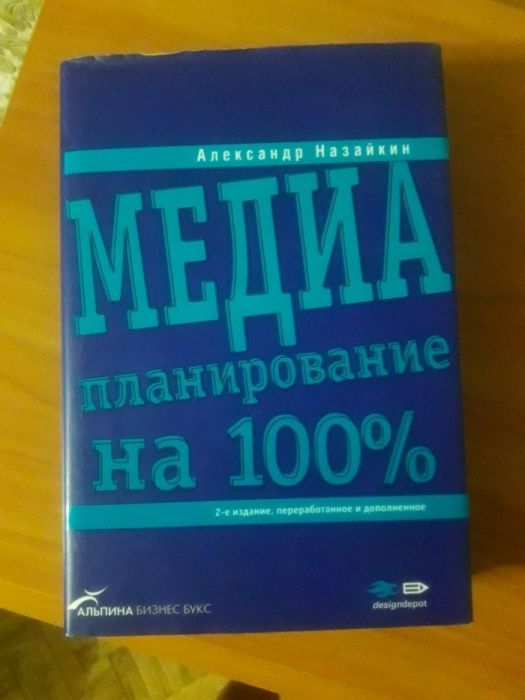 Александр Назайкин
МЕДИА
планирование
на 100%
2-е издание, переработанное и дополненное
АЛЬПИНА БИЗНЕС БУКС
designdepot